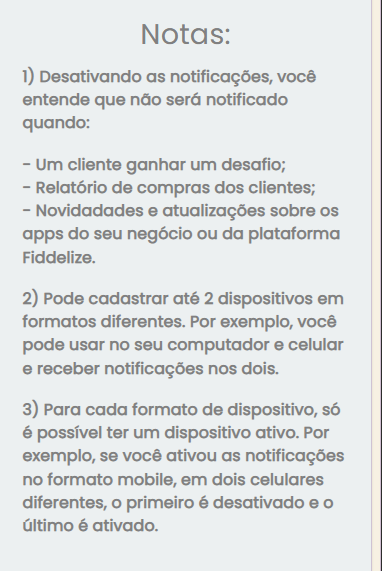 Notas:
1) Desativando as notificações, você
entende que não será notificado
quando:
- Um cliente ganhar um desafio;
- Relatório de compras dos clientes;
- Novidadades e atualizações sobre os
apps do seu negócio ou da plataforma
Fiddelize.
2) Pode cadastrar até 2 dispositivos em
formatos diferentes. Por exemplo, você
pode usar no seu computador e celular
e receber notificações nos dois.
3) Para cada formato de dispositivo, só
é possível ter um dispositivo ativo. Por
exemplo, se você ativou as notificações
no formato mobile, em dois celulares
diferentes, o primeiro é desativado e o
último é ativado.